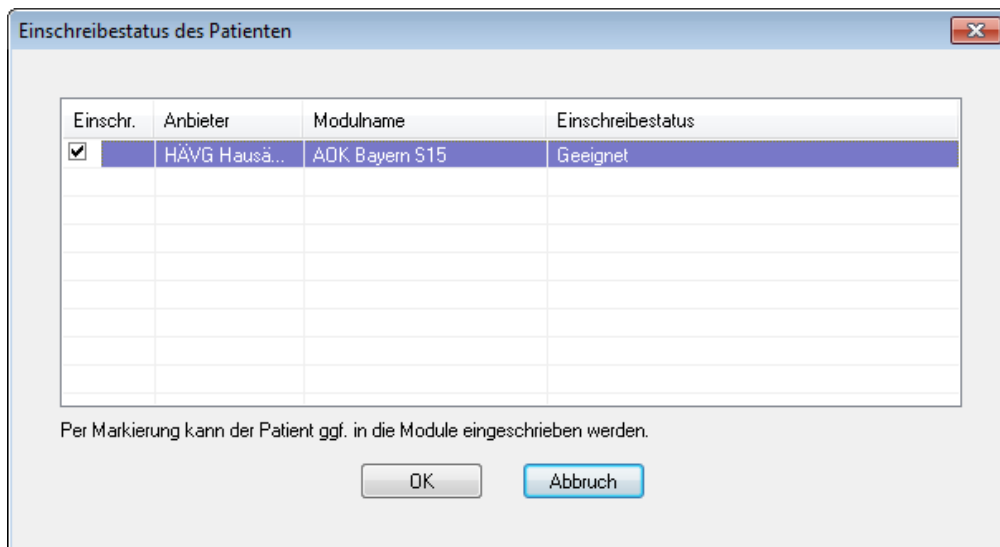 Einschreibestatus des Patienten
Einschr. Anbieter Modulname Einschreibestatus
HÄVG Hausä... AOK Bayern S15 Geeignet
Per Markierung kann der Patient ggf. in die Module eingeschrieben werden.
OK Abbruch